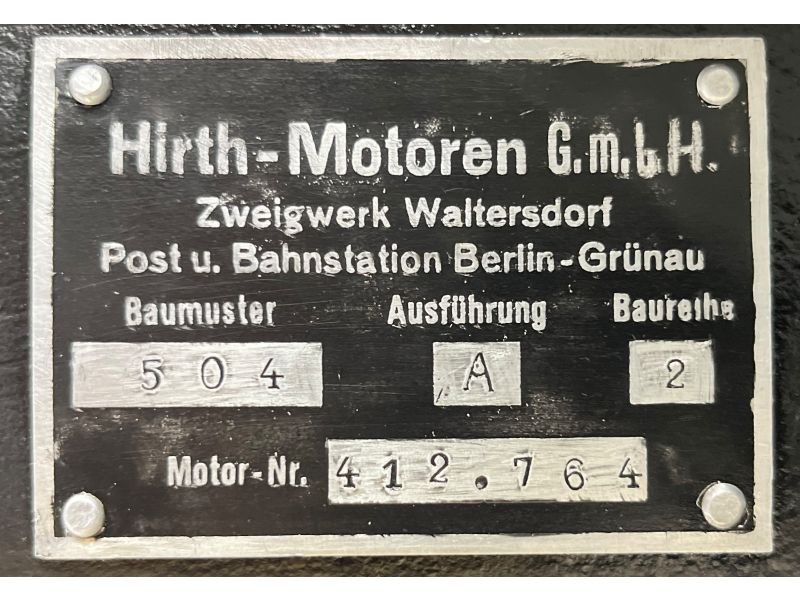 Hirth-Motoren G.m.b.H.
Zweigwerk Waltersdorf
Post u. Bahnstation Berlin-Grünau
Baumuster Ausführung Baureihe
504 A 2
Motor-Nr. 412.764